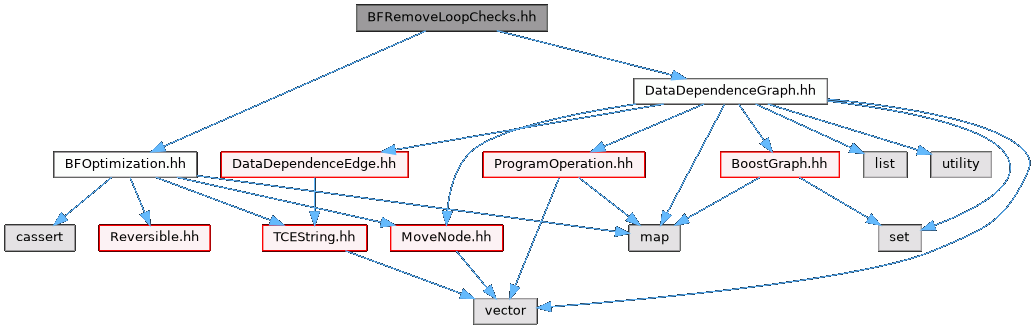 BFRemoveLoopChecks.hh
DataDependenceGraph.hh
BFOptimization.hh
DataDependenceEdge.hh
ProgramOperation.hh
BoostGraph.hh
list
utility
cassert
Reversible.hh
TCEString.hh
MoveNode.hh
map
set
vector